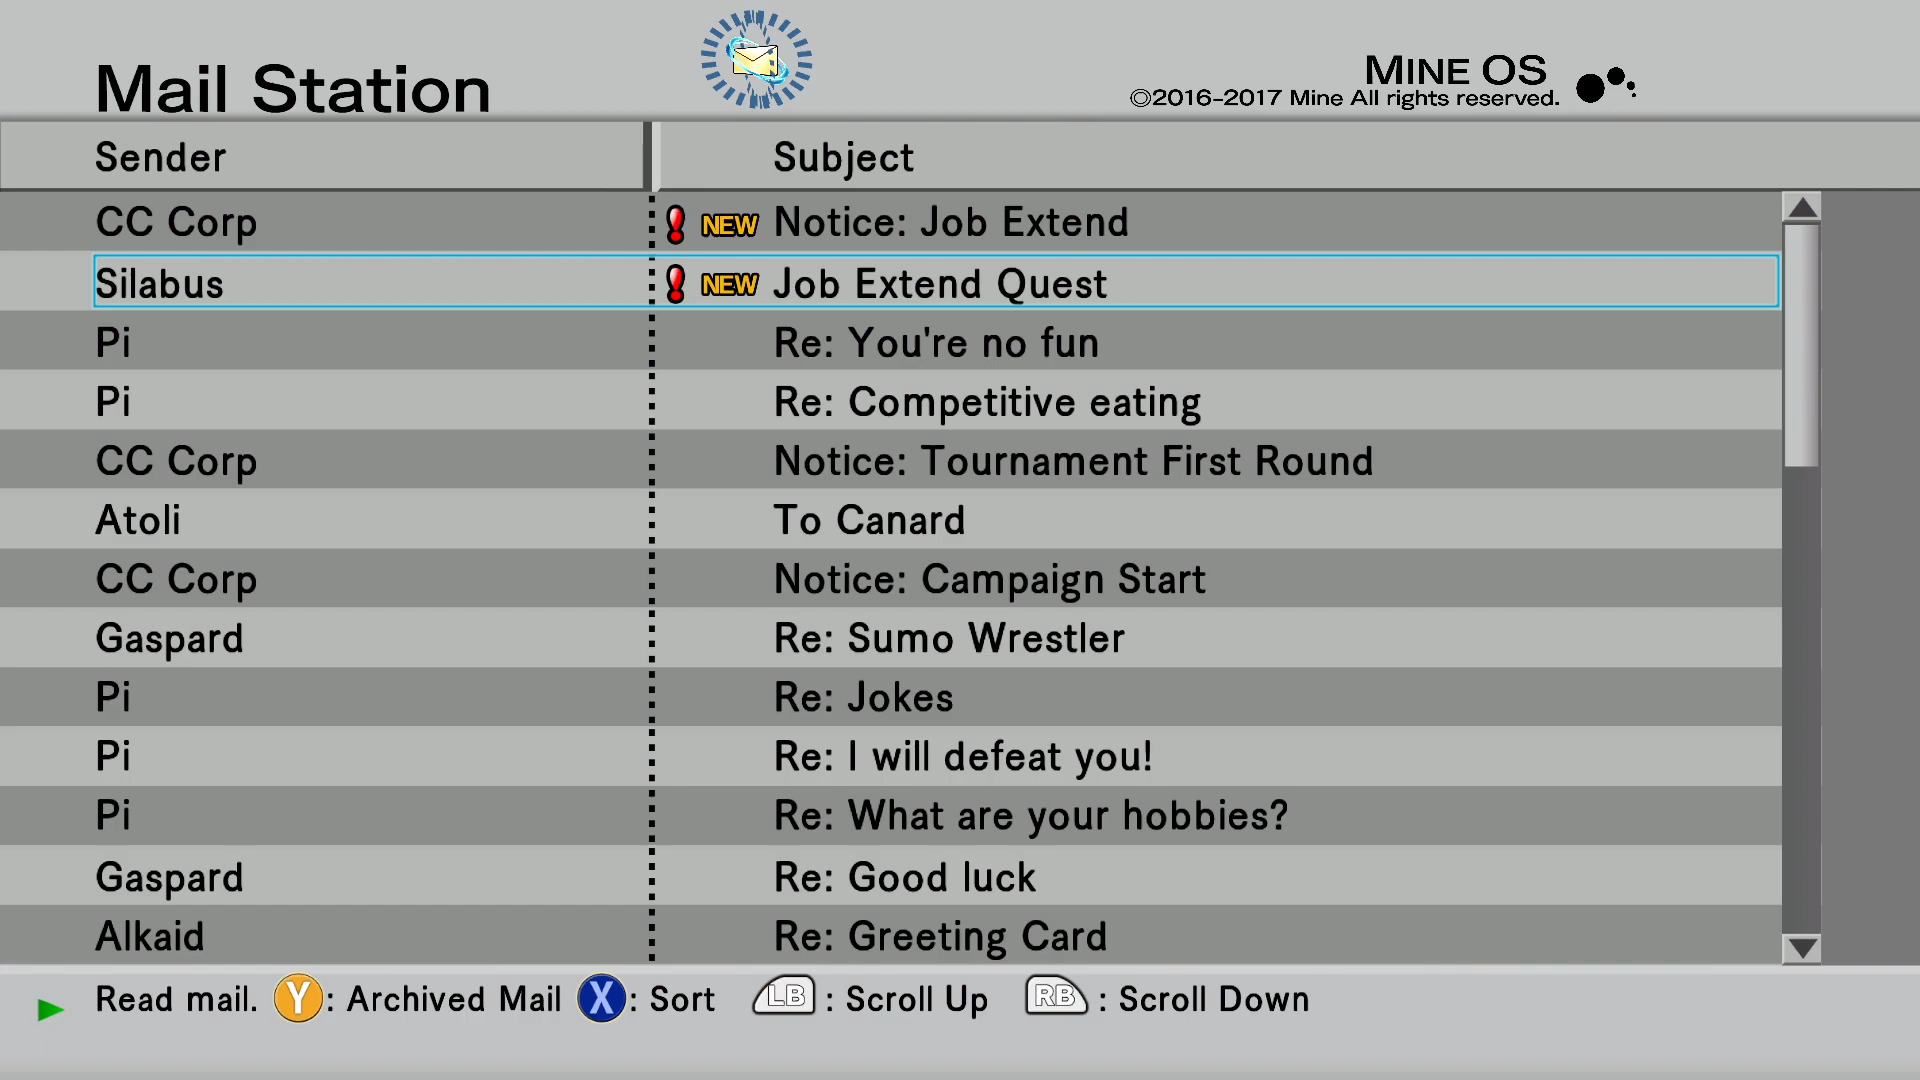 Mail Station
MINE OS
©2016-2017 Mine All rights reserved.
Sender Subject
CC Corp NEW Notice: Job Extend
Silabus NEW Job Extend Quest
Pi Re: You're no fun
Pi Re: Competitive eating
CC Corp Notice: Tournament First Round
Atoli To Canard
CC Corp Notice: Campaign Start
Gaspard Re: Sumo Wrestler
Pi Re: Jokes
Pi Re: I will defeat you!
Pi Re: What are your hobbies?
Gaspard Re: Good luck
Alkaid Re: Greeting Card
Read mail. Y: Archived Mail X: Sort LB : Scroll Up RB : Scroll Down